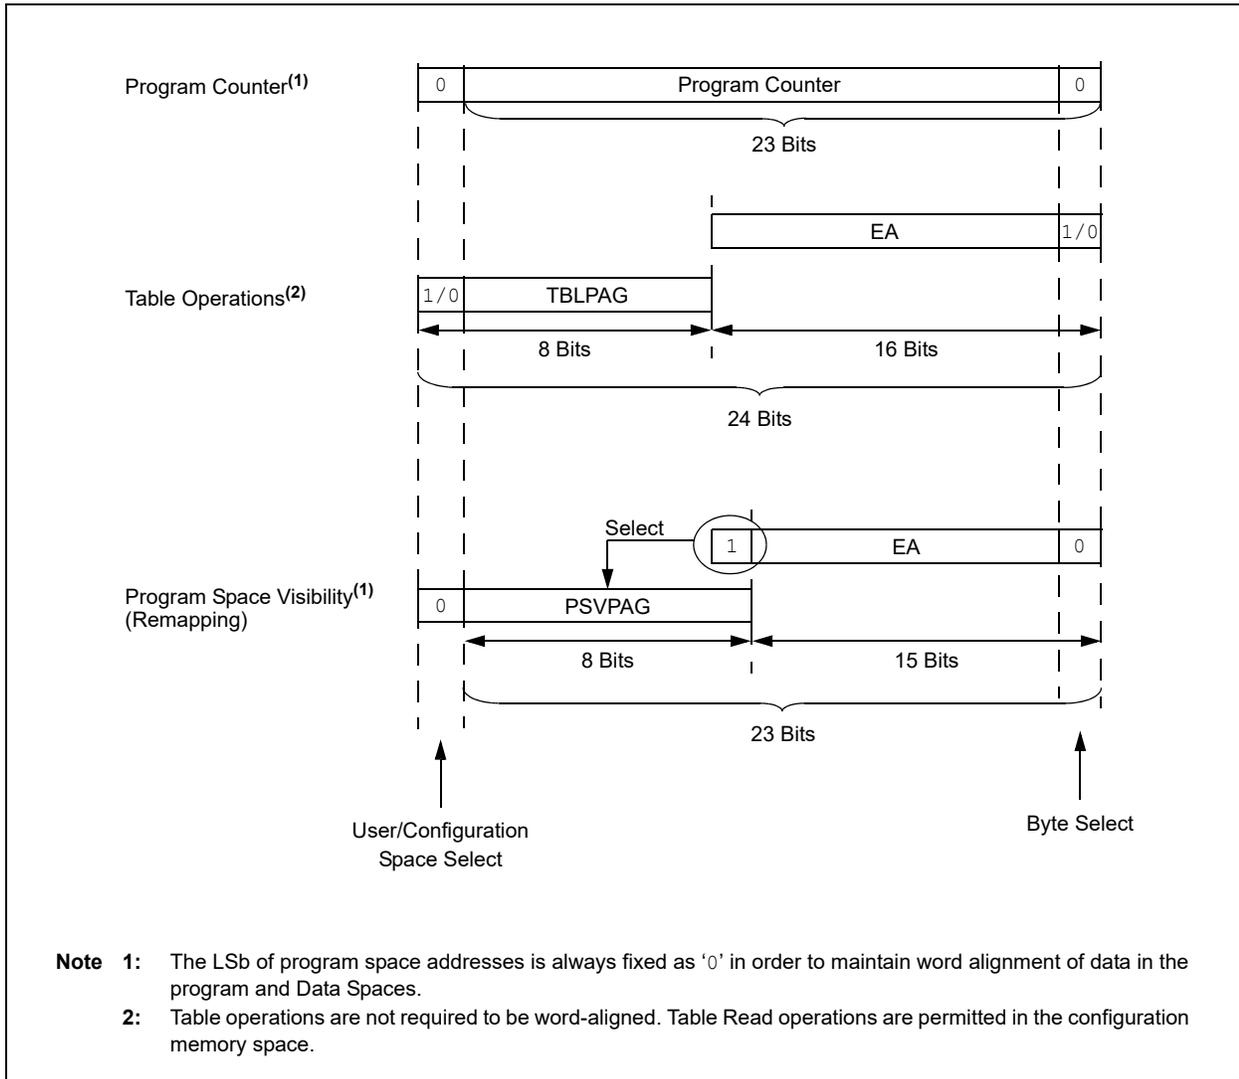 Program Counter(1)
0
Program Counter
0
23 Bits
EA
1/0
Table Operations(2)
1/0
TBLPAG
8 Bits
16 Bits
24 Bits
Select
1
EA
0
Program Space Visibility(1)
(Remapping)
0
PSVPAG
8 Bits
15 Bits
23 Bits
User/Configuration
Space Select
Byte Select
Note 1: The LSb of program space addresses is always fixed as ‘0’ in order to maintain word alignment of data in the
program and Data Spaces.
2: Table operations are not required to be word-aligned. Table Read operations are permitted in the configuration
memory space.